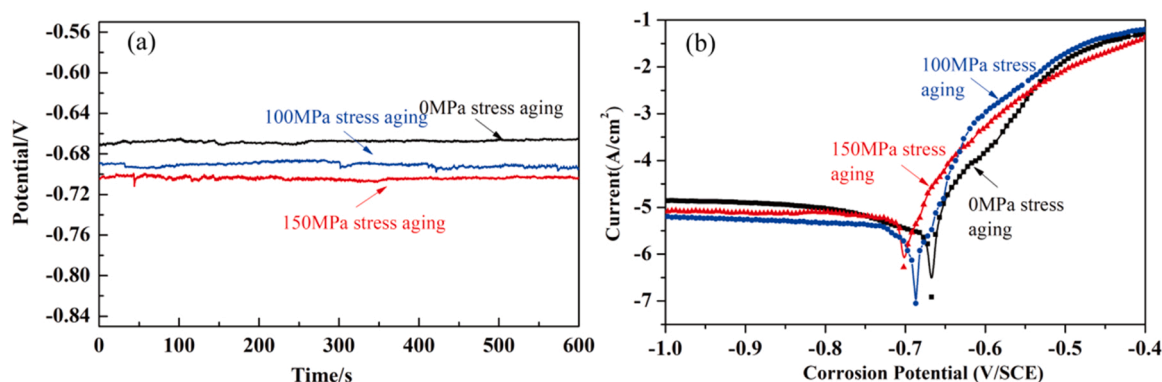 (a)
-0.56
-0.60
-0.64
-0.68
-0.72
-0.76
-0.80
-0.84
Potential/V
0MPa stress aging
100MPa stress aging
150MPa stress aging
0 100 200 300 400 500 600
Time/s
(b)
-1
-2
-3
-4
-5
-6
-7
Current(A/cm²)
100MPa stress
aging
150MPa stress
aging
0MPa stress
aging
-1.0 -0.9 -0.8 -0.7 -0.6 -0.5 -0.4
Corrosion Potential (V/SCE)